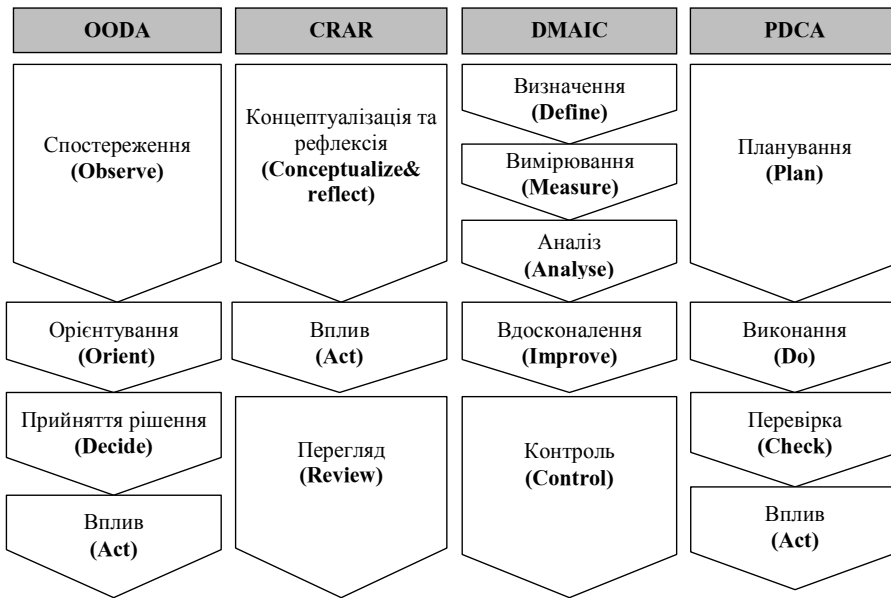 OODA
Спостереження
(Observe)
Орієнтування
(Orient)
Прийняття рішення
(Decide)
Вплив
(Act)
CRAR
Концептуалізація та
рефлексія
(Conceptualize&
reflect)
Вплив
(Act)
Перегляд
(Review)
DMAIC
Визначення
(Define)
Вимірювання
(Measure)
Аналіз
(Analyse)
Вдосконалення
(Improve)
Контроль
(Control)
PDCA
Планування
(Plan)
Виконання
(Do)
Перевірка
(Check)
Вплив
(Act)